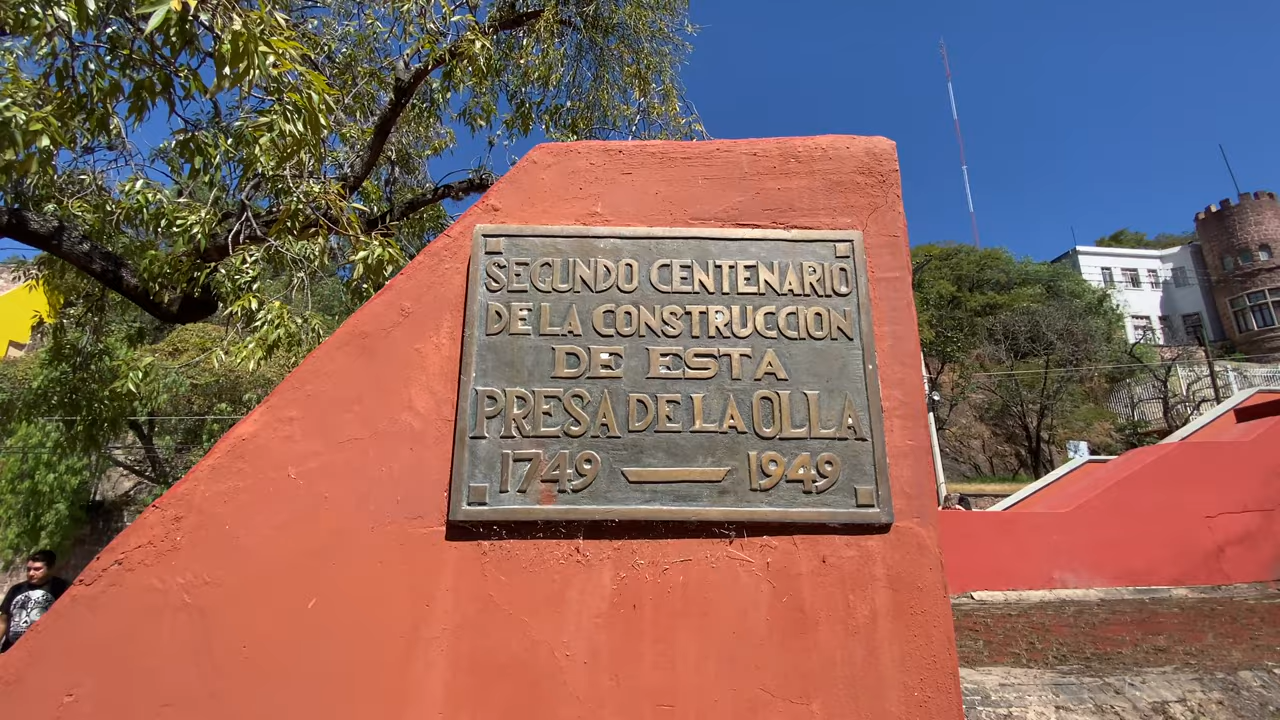 SEGUNDO CENTENARIO
DE LA CONSTRUCCION
DE ESTA
PRESA DE LA OLLA
1749 — 1949